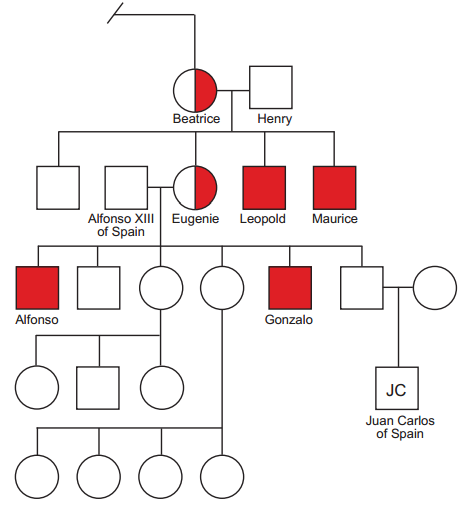 Beatrice
Henry
Alfonso XIII
of Spain
Eugenie
Leopold
Maurice
Alfonso
Gonzalo
JC
Juan Carlos
of Spain